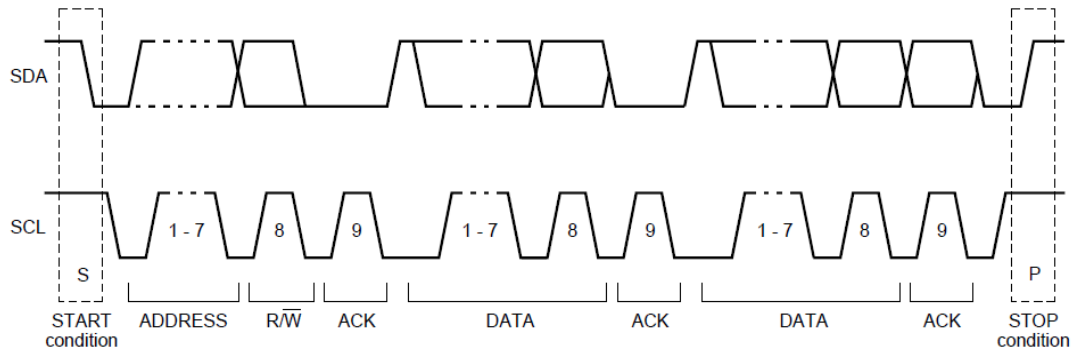 SDA
SCL
1 - 7
8
9
1 - 7
8
9
1 - 7
8
9
S
P
START
condition
ADDRESS
R/W̅
ACK
DATA
ACK
DATA
ACK
STOP
condition